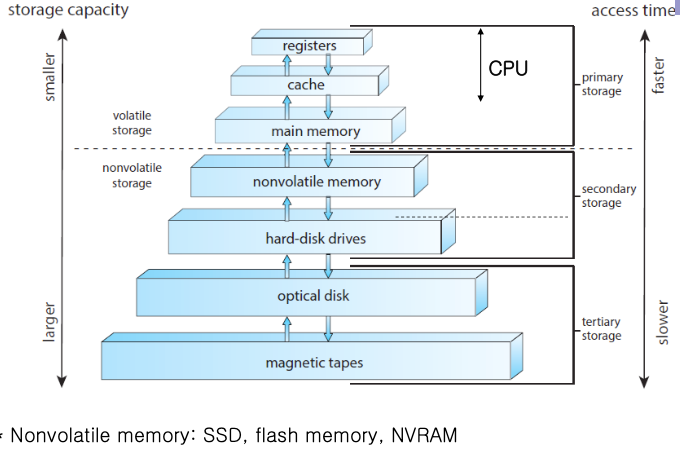 storage capacity
access time
registers
CPU
smaller
faster
cache
primary
storage
volatile
storage
main memory
nonvolatile
storage
nonvolatile memory
secondary
storage
hard-disk drives
optical disk
larger
slower
tertiary
storage
magnetic tapes
* Nonvolatile memory: SSD, flash memory, NVRAM